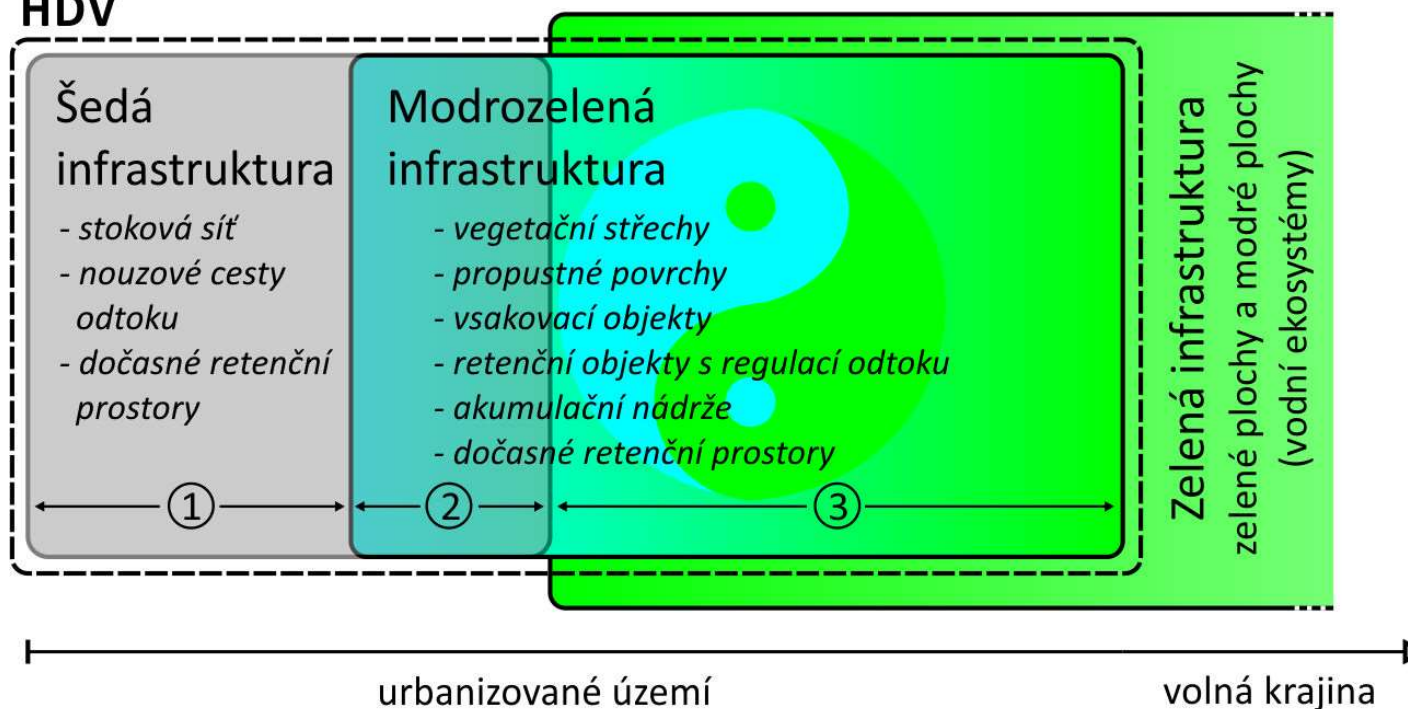 HDV
Šedá
infrastruktura
- stoková síť
- nouzové cesty
odtoku
- dočasné retenční
prostory
Modrozelená
infrastruktura
- vegetační střechy
- propustné povrchy
- vsakovací objekty
- retenční objekty s regulací odtoku
- akumulační nádrže
- dočasné retenční prostory
1
2
3
Zelená infrastruktura
zelené plochy a modré plochy
(vodní ekosystémy)
urbanizované území
volná krajina